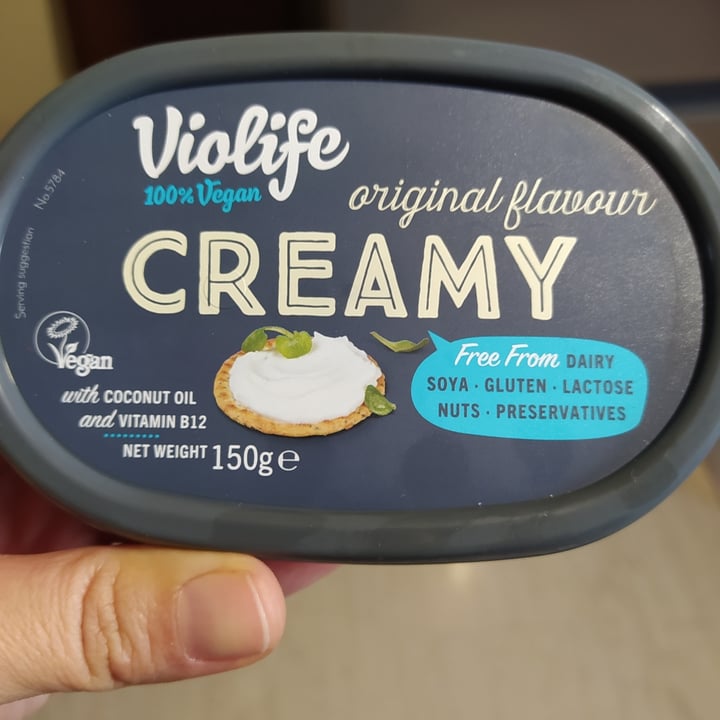 Violife
100% Vegan
original flavour
CREAMY
No.5784
Serving suggestion
Vegan
with COCONUT OIL
and VITAMIN B12
NET WEIGHT 150g ℮
Free From DAIRY
SOYA · GLUTEN · LACTOSE
NUTS · PRESERVATIVES